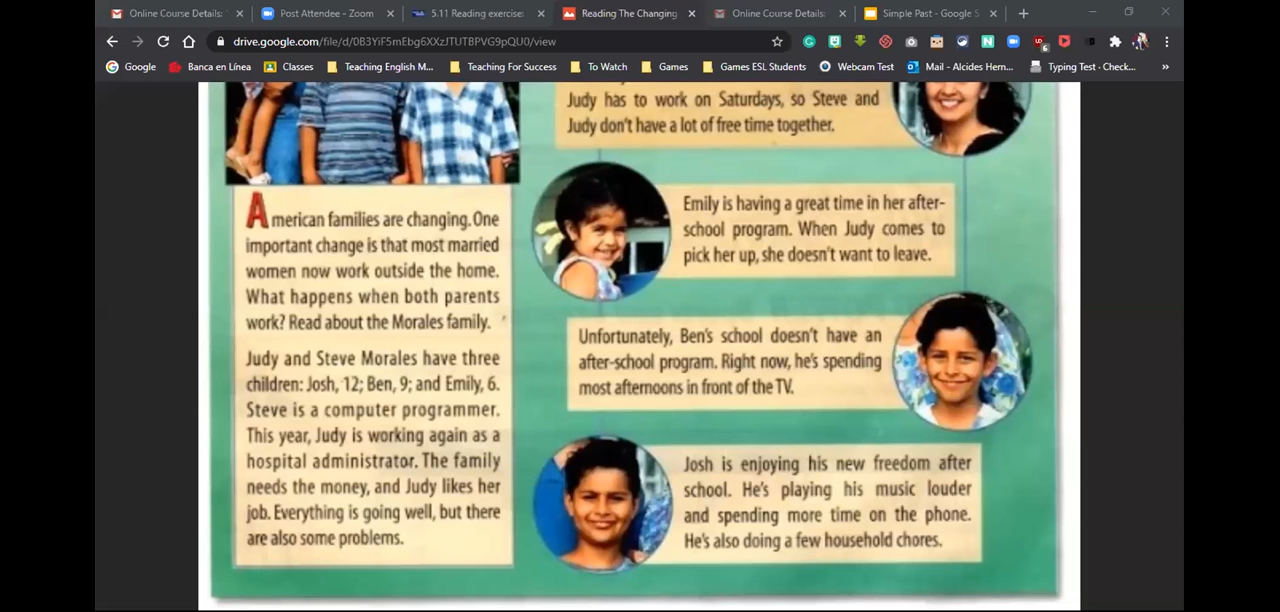 Online Course Details:
Post Attendee - Zoom
5.11 Reading exercise:
Reading The Changing
Online Course Details:
Simple Past - Google S
drive.google.com/file/d/0B3YiF5mEbg6XXzJTUTBPVG9pQU0/view
Google
Banca en Línea
Classes
Teaching English M...
Teaching For Success
To Watch
Games
Games ESL Students
Webcam Test
Mail - Alcides Hern...
Typing Test · Check...
»
American families are changing. One
important change is that most married
women now work outside the home.
What happens when both parents
work? Read about the Morales family.
Judy and Steve Morales have three
children: Josh, 12; Ben, 9; and Emily, 6.
Steve is a computer programmer.
This year, Judy is working again as a
hospital administrator. The family
needs the money, and Judy likes her
job. Everything is going well, but there
are also some problems.
Judy has to work on Saturdays, so Steve and
Judy don't have a lot of free time together.
Emily is having a great time in her after-
school program. When Judy comes to
pick her up, she doesn't want to leave.
Unfortunately, Ben's school doesn't have an
after-school program. Right now, he's spending
most afternoons in front of the TV.
Josh is enjoying his new freedom after
school. He's playing his music louder
and spending more time on the phone.
He's also doing a few household chores.